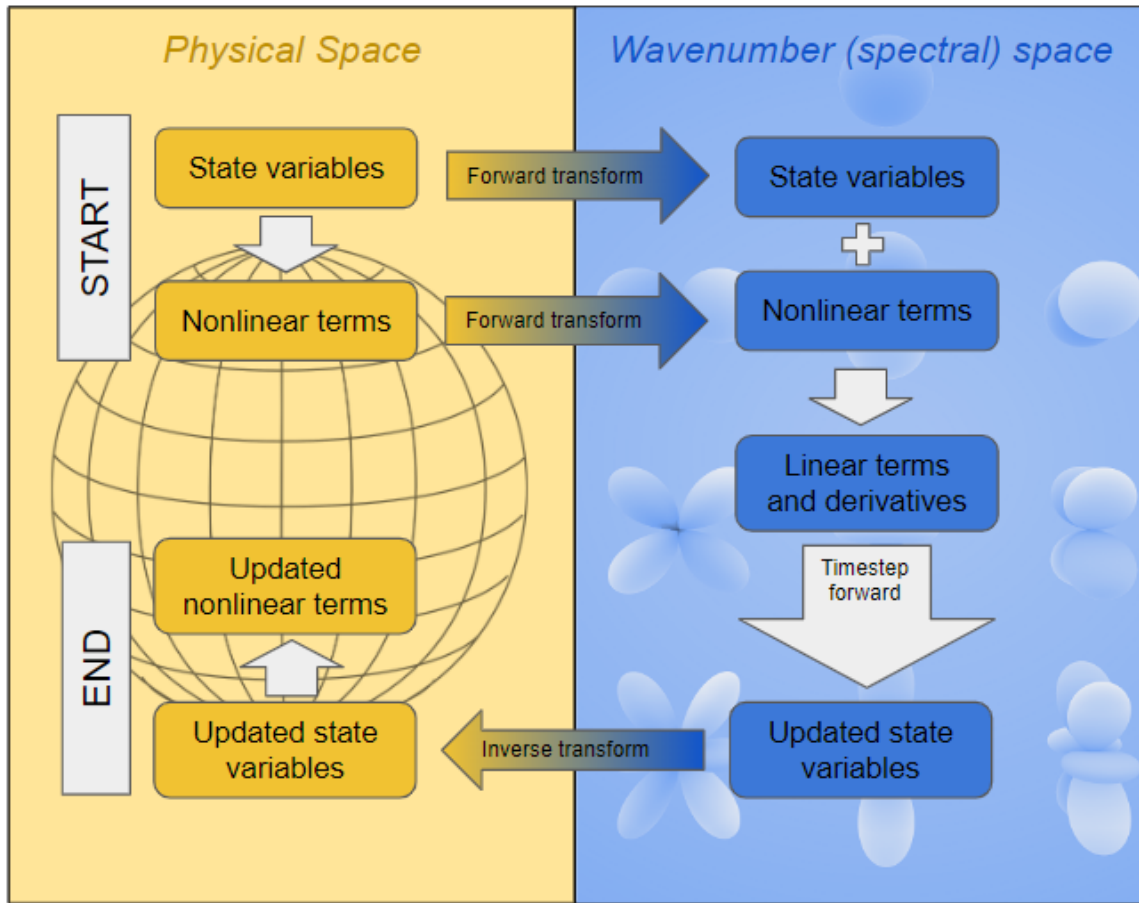 Physical Space
Wavenumber (spectral) space
START
State variables
Forward transform
State variables
Nonlinear terms
Forward transform
Nonlinear terms
Linear terms
and derivatives
Timestep
forward
END
Updated
nonlinear terms
Updated state
variables
Inverse transform
Updated state
variables